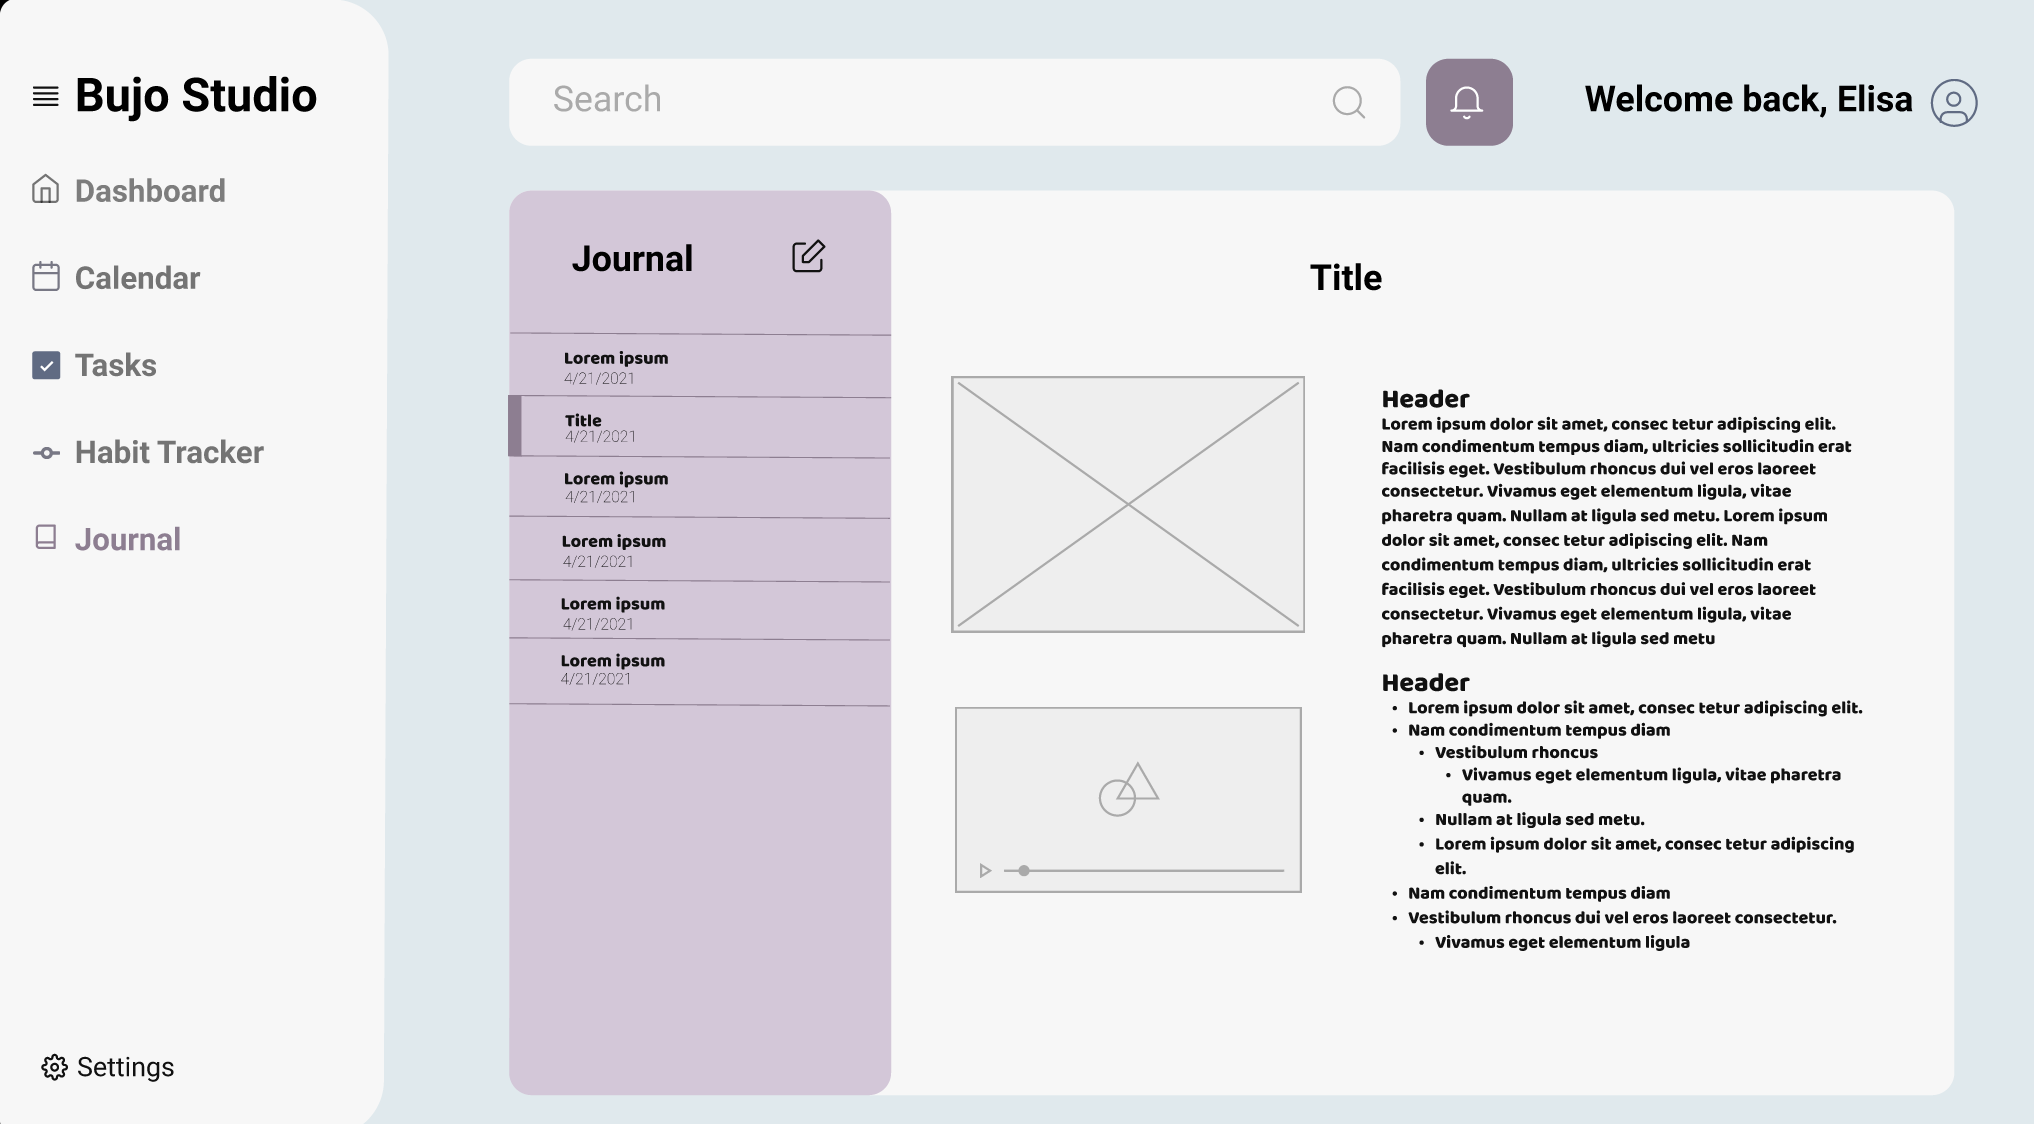 Bujo Studio
Dashboard
Calendar
Tasks
Habit Tracker
Journal
Settings
Search
Welcome back, Elisa
Journal
Lorem ipsum
4/21/2021
Title
4/21/2021
Lorem ipsum
4/21/2021
Lorem ipsum
4/21/2021
Lorem ipsum
4/21/2021
Lorem ipsum
4/21/2021
Title
Header
Lorem ipsum dolor sit amet, consec tetur adipiscing elit.
Nam condimentum tempus diam, ultricies sollicitudin erat
facilisis eget. Vestibulum rhoncus dui vel eros laoreet
consectetur. Vivamus eget elementum ligula, vitae
pharetra quam. Nullam at ligula sed metu. Lorem ipsum
dolor sit amet, consec tetur adipiscing elit. Nam
condimentum tempus diam, ultricies sollicitudin erat
facilisis eget. Vestibulum rhoncus dui vel eros laoreet
consectetur. Vivamus eget elementum ligula, vitae
pharetra quam. Nullam at ligula sed metu
Header
• Lorem ipsum dolor sit amet, consec tetur adipiscing elit.
• Nam condimentum tempus diam
• Vestibulum rhoncus
• Vivamus eget elementum ligula, vitae pharetra
quam.
• Nullam at ligula sed metu.
• Lorem ipsum dolor sit amet, consec tetur adipiscing
elit.
• Nam condimentum tempus diam
• Vestibulum rhoncus dui vel eros laoreet consectetur.
• Vivamus eget elementum ligula